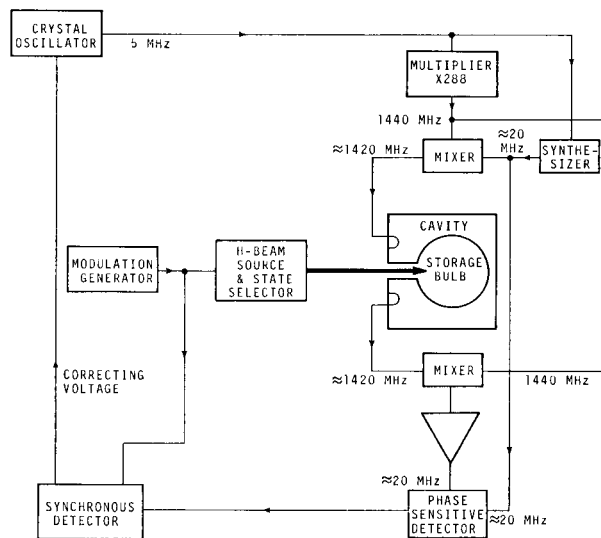 CRYSTAL
OSCILLATOR
5 MHz
MULTIPLIER
X288
1440 MHz
≈20
MHz
≈1420 MHz
MIXER
SYNTHE-
SIZER
CAVITY
STORAGE
BULB
H-BEAM
SOURCE
& STATE
SELECTOR
MODULATION
GENERATOR
CORRECTING
VOLTAGE
≈1420 MHz
MIXER
1440 MHz
≈20 MHz
SYNCHRONOUS
DETECTOR
PHASE
SENSITIVE
DETECTOR
≈20 MHz